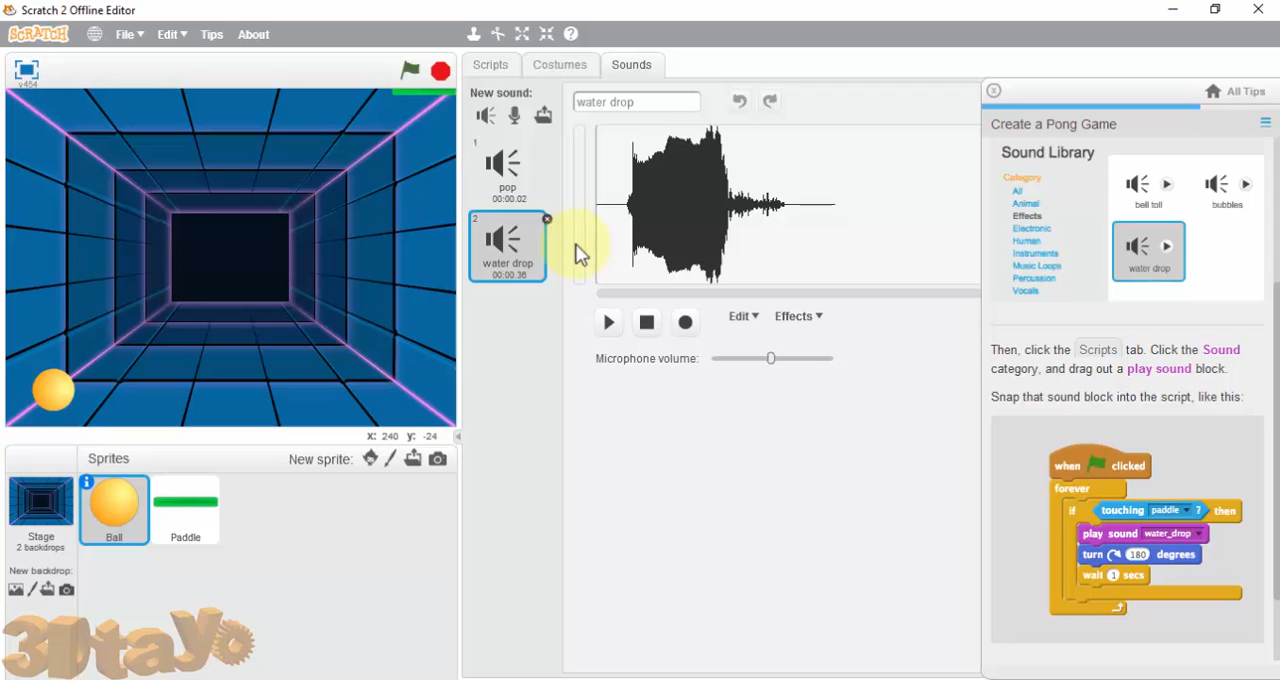 Scratch 2 Offline Editor
SCRATCH File Edit Tips About
v454
Scripts Costumes Sounds
New sound:
1
pop
00:00.02
2
water drop
00:00.36
water drop
Edit Effects
Microphone volume:
x: 240 y: -24
Sprites New sprite:
Stage
2 backdrops
New backdrop:
Ball
Paddle
3DtaYo
All Tips
Create a Pong Game
Sound Library
Category
All
Animal
Effects
Electronic
Human
Instruments
Music Loops
Percussion
Vocals
bell toll
bubbles
water drop
Then, click the Scripts tab. Click the Sound
category, and drag out a play sound block.
Snap that sound block into the script, like this:
when clicked
forever
if touching paddle ? then
play sound water_drop
turn 180 degrees
wait 1 secs